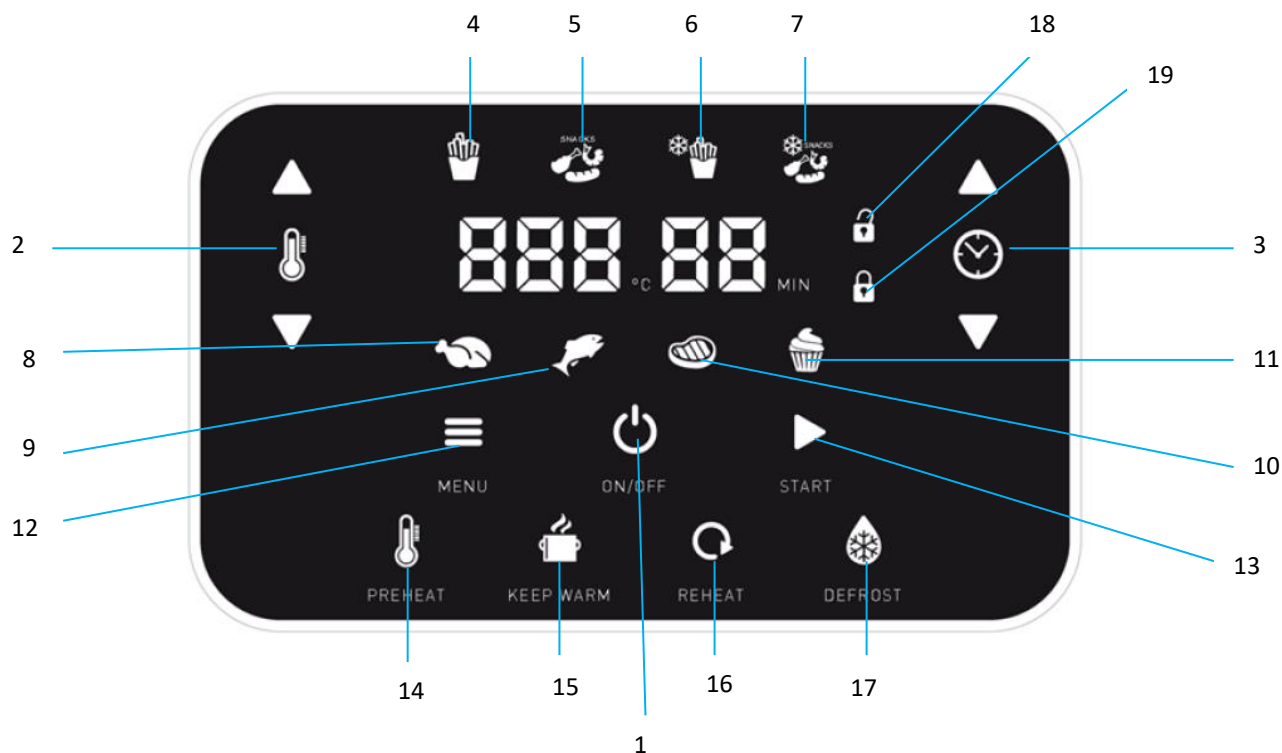 4 5 6 7 18
19
SNACKS SNACKS
2 888 °C 88 MIN 3
8 11
9 10
MENU ON/OFF START
12
13
PREHEAT KEEP WARM REHEAT DEFROST
14 15 16 17
1